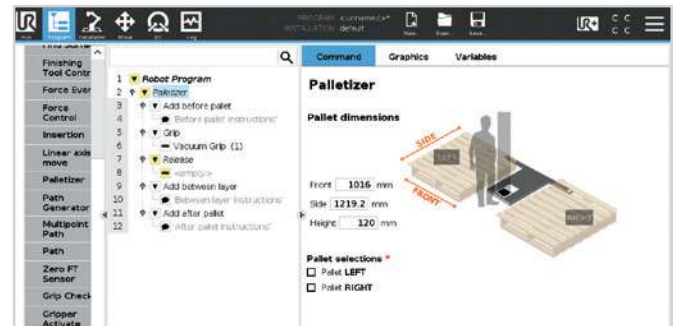 PROGRAM <unnamed>*
INSTALLATION default
Run
Program
Installation
Move
I/O
Log
New...
Open...
Save...
C C
C C
Finishing
Tool Contr
Force Ever
Force
Control
Insertion
Linear axis
move
Palletizer
Path
Generator
Multipoint
Path
Path
Zero FT
Sensor
Grip Check
Gripper
Activate
1 Robot Program
2 Palletizer
3 Add before pallet
4 'Before pallet instructions'
5 Grip
6 Vacuum Grip (1)
7 Release
8 <empty>
9 Add between layer
10 'Between layer instructions'
11 Add after pallet
12 'After pallet instructions'
Command Graphics Variables
Palletizer
Pallet dimensions
SIDE
LEFT
FRONT
RIGHT
Front 1016 mm
Side 1219.2 mm
Height 120 mm
Pallet selections *
Pallet LEFT
Pallet RIGHT